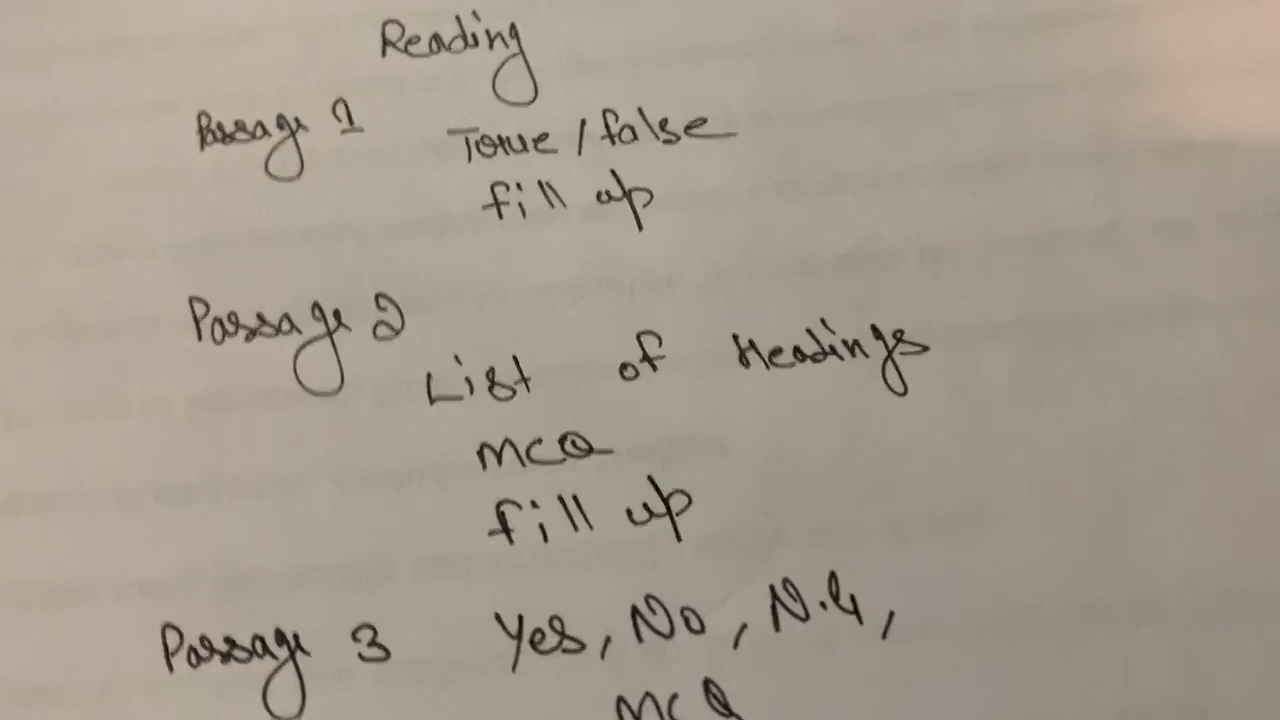 Reading
Passage 1 True/false
fill up
Passage 2
List of Headings
MCQ
fill up
Passage 3 Yes, No, N.G,
MCQ